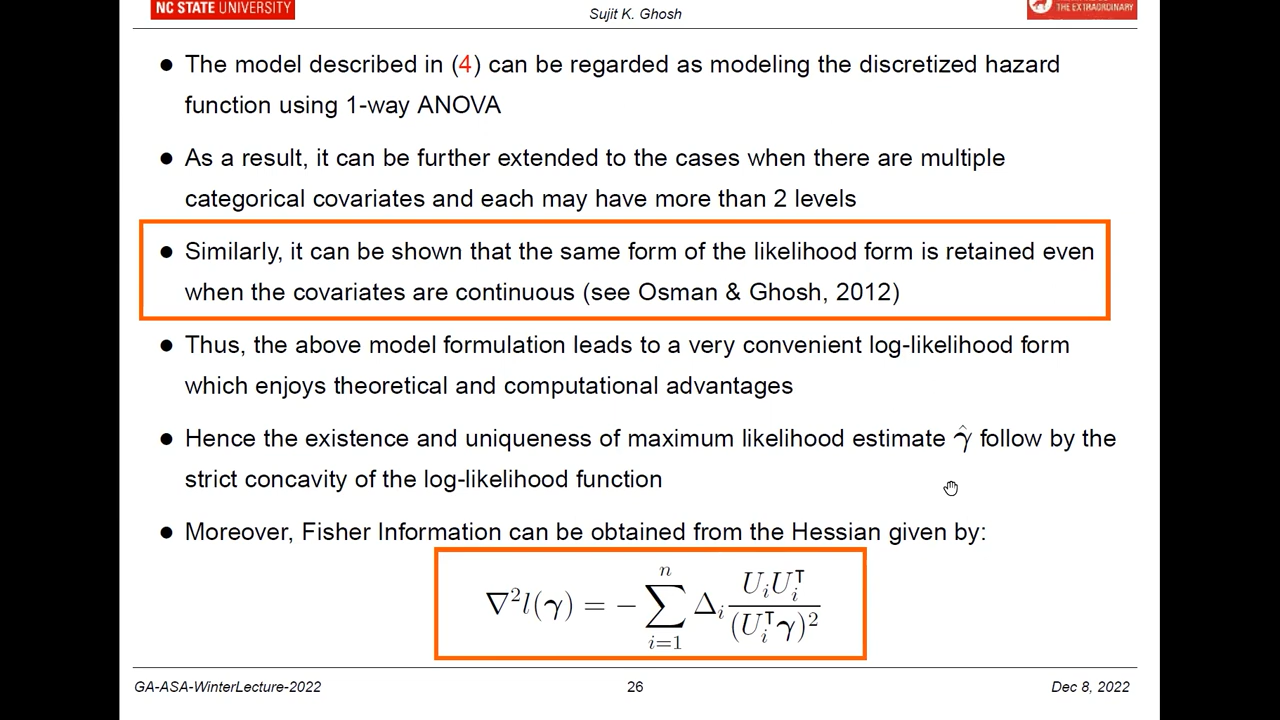 NC STATE UNIVERSITY
Sujit K. Ghosh
THE EXTRAORDINARY
● The model described in (4) can be regarded as modeling the discretized hazard
function using 1-way ANOVA
● As a result, it can be further extended to the cases when there are multiple
categorical covariates and each may have more than 2 levels
● Similarly, it can be shown that the same form of the likelihood form is retained even
when the covariates are continuous (see Osman & Ghosh, 2012)
● Thus, the above model formulation leads to a very convenient log-likelihood form
which enjoys theoretical and computational advantages
● Hence the existence and uniqueness of maximum likelihood estimate γ̂ follow by the
strict concavity of the log-likelihood function
● Moreover, Fisher Information can be obtained from the Hessian given by:
∇²l(γ) = − ∑_{i=1}^{n} Δ_i U_i U_i^T / (U_i^T γ)²
GA-ASA-WinterLecture-2022
26
Dec 8, 2022